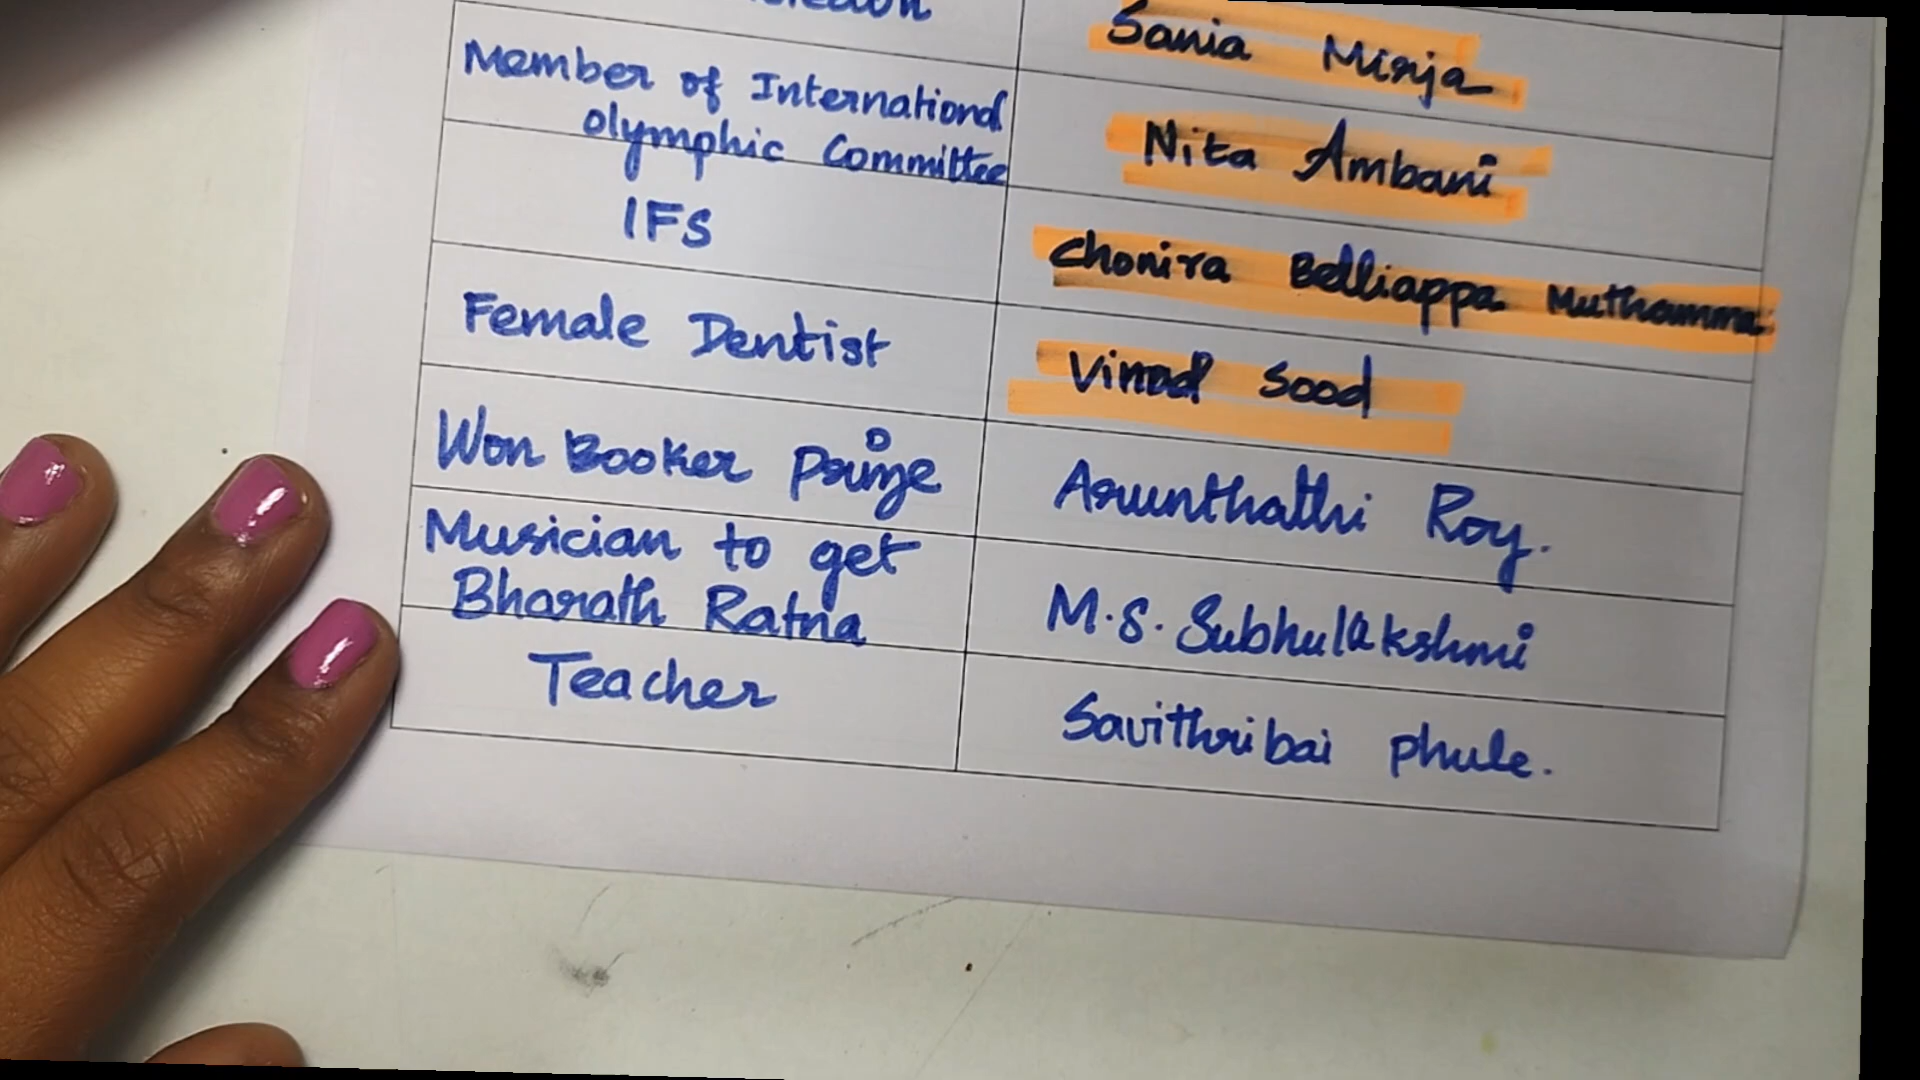 Sania Mirja
Member of International
olymphic Committee
Nita Ambani
IFS
Chonira Belliappa Muthamma
Female Dentist
Vimal Sood
Won Booker prize
Arunthathi Roy.
Musician to get
Bharath Ratna
M.S. Subhulakshmi
Teacher
Savithribai phule.